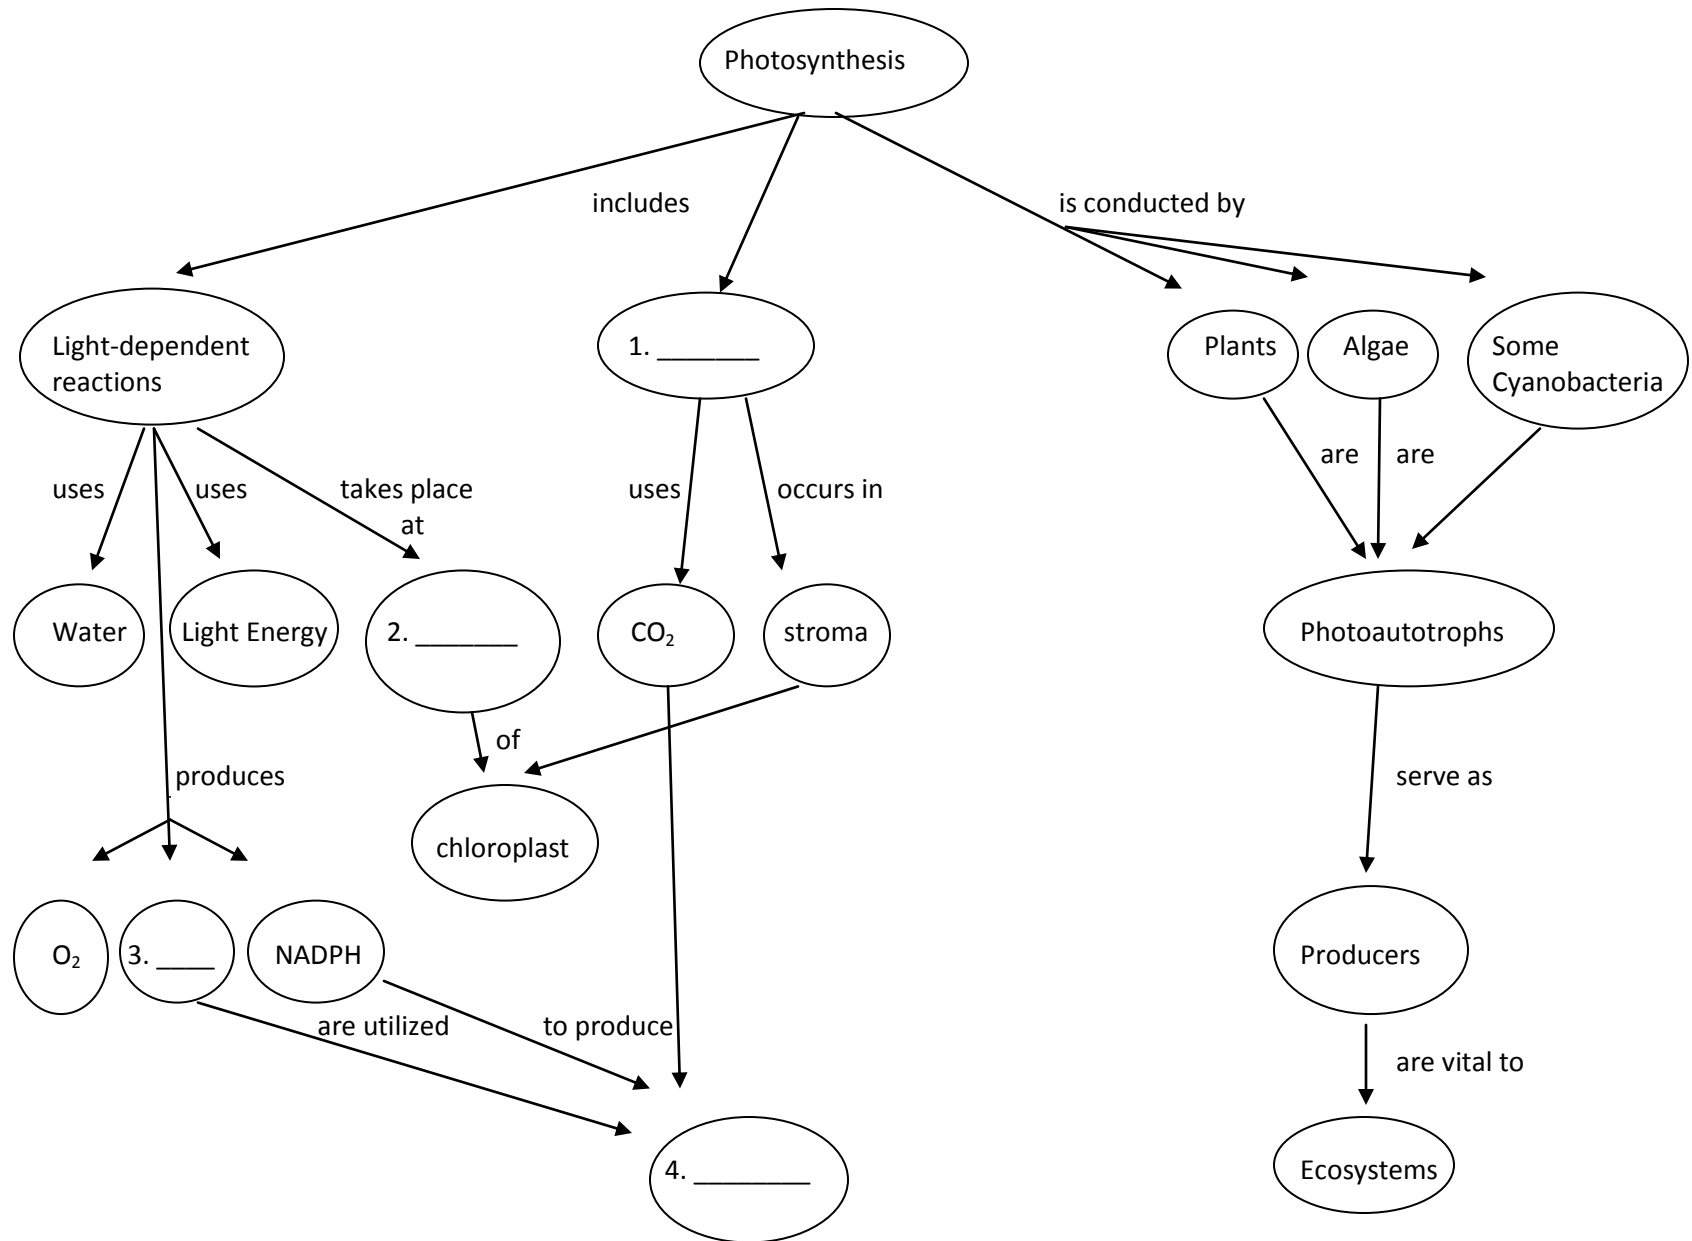 Photosynthesis
includes
is conducted by
Light-dependent
reactions
1. _______
Plants
Algae
Some
Cyanobacteria
are
are
uses
uses
takes place
at
uses
occurs in
Water
Light Energy
2. _______
CO₂
stroma
Photoautotrophs
of
produces
serve as
chloroplast
O₂
3. ____
NADPH
Producers
are utilized
to produce
are vital to
4. ________
Ecosystems